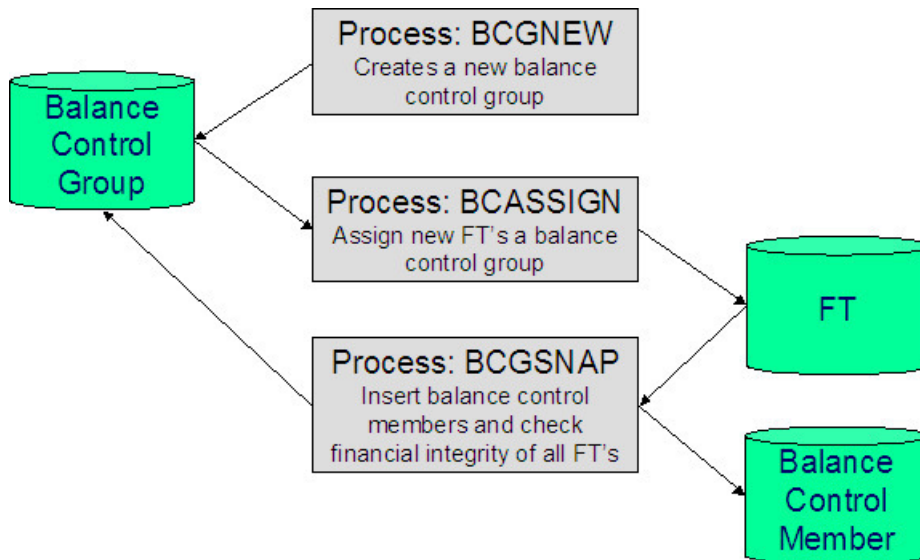 Process: BCGNEW
Creates a new balance
control group
Balance
Control
Group
Process: BCASSIGN
Assign new FT's a balance
control group
FT
Process: BCGSNAP
Insert balance control
members and check
financial integrity of all FT's
Balance
Control
Member